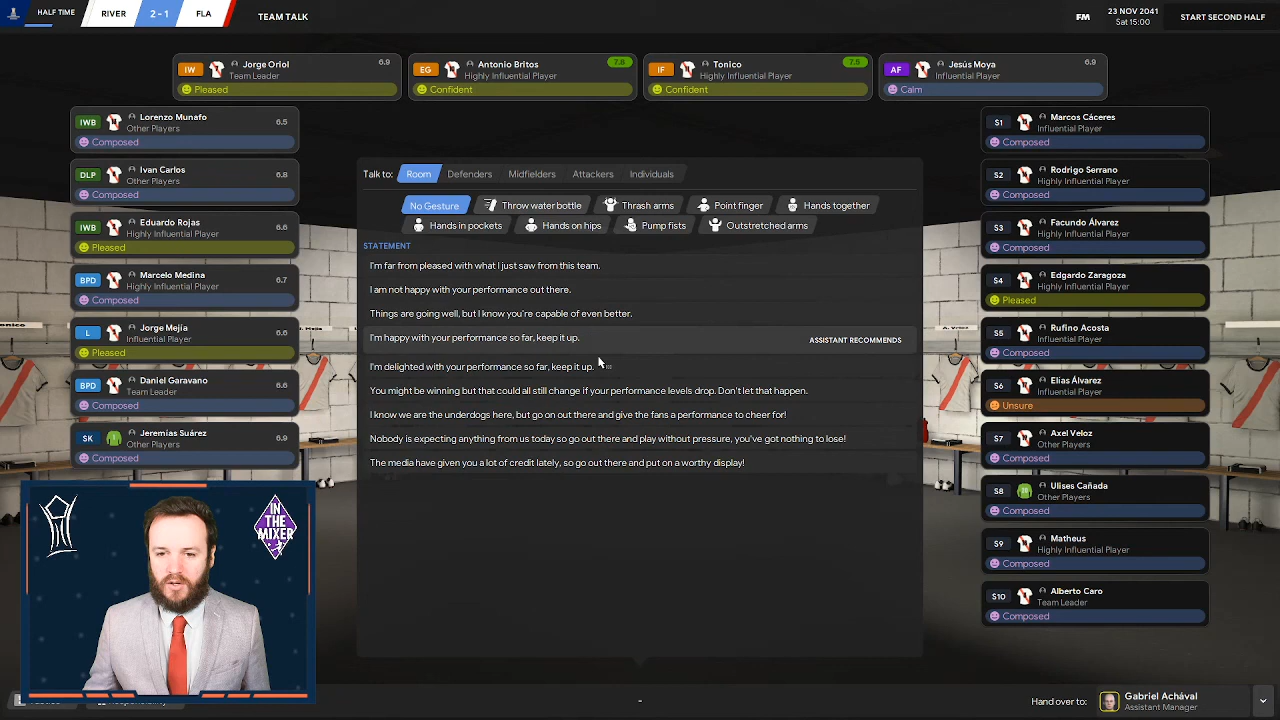 HALF TIME
RIVER
2 - 1
FLA
TEAM TALK
FM
23 NOV 2041
Sat 15:00
START SECOND HALF
IW
Jorge Oriol
6.9
Team Leader
Pleased
EG
Antonio Britos
7.8
Highly Influential Player
Confident
IF
Tonico
7.5
Highly Influential Player
Confident
AF
Jesús Moya
6.9
Highly Influential Player
Calm
IWB
Lorenzo Munafo
6.5
Other Players
Composed
DLP
Ivan Carlos
6.8
Other Players
Composed
IWB
Eduardo Rojas
6.6
Highly Influential Player
Pleased
BPD
Marcelo Medina
6.7
Highly Influential Player
Composed
L
Jorge Mejía
6.6
Influential Player
Pleased
BPD
Daniel Garavano
6.6
Team Leader
Composed
SK
Jeremías Suárez
6.9
Other Players
Composed
Talk to:
Room
Defenders
Midfielders
Attackers
Individuals
No Gesture
Throw water bottle
Thrash arms
Point finger
Hands together
Hands in pockets
Hands on hips
Pump fists
Outstretched arms
STATEMENT
I'm far from pleased with what I just saw from this team.
I am not happy with your performance out there.
Things are going well, but I know you're capable of even better.
I'm happy with your performance so far, keep it up.
ASSISTANT RECOMMENDS
I'm delighted with your performance so far, keep it up.
You might be winning but that could all still change if your performance levels drop. Don't let that happen.
I know we are the underdogs here, but go on out there and give the fans a performance to cheer for!
Nobody is expecting anything from us today so go out there and play without pressure, you've got nothing to lose.
The media have given you a lot of credit lately, so go out there and put on a worthy display!
S1
Marcos Cáceres
Influential Player
Composed
S2
Rodrigo Serrano
Highly Influential Player
Composed
S3
Facundo Álvarez
Highly Influential Player
Composed
S4
Edgardo Zaragoza
Highly Influential Player
Pleased
S5
Rufino Acosta
Influential Player
Composed
S6
Elías Álvarez
Influential Player
Unsure
S7
Axel Veloz
Other Players
Composed
S8
Ulises Cañada
Other Players
Composed
S9
Matheus
Highly Influential Player
Composed
S10
Alberto Caro
Team Leader
Composed
IN
THE
MIXER
Hand over to:
Gabriel Achával
Assistant Manager